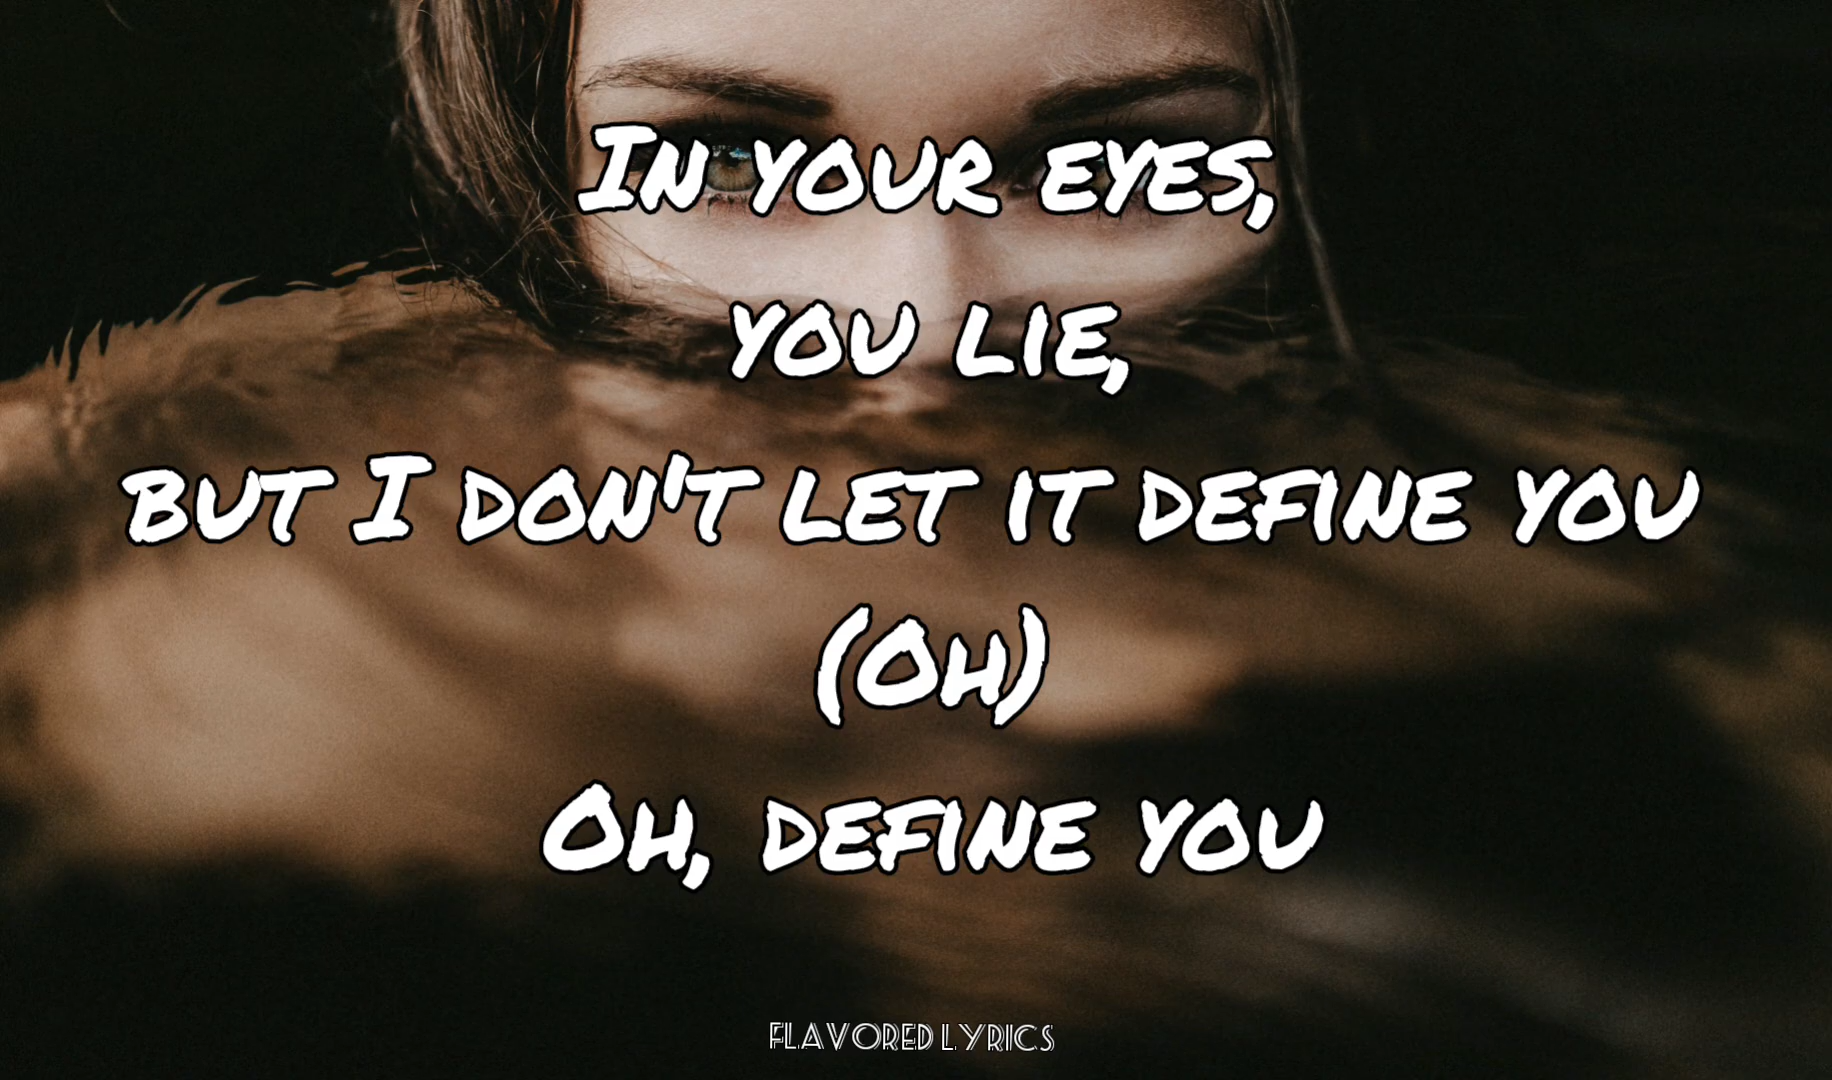 In your eyes,
you lie,
but I don't let it define you
(Oh)
Oh, define you
FLAVORED LYRICS